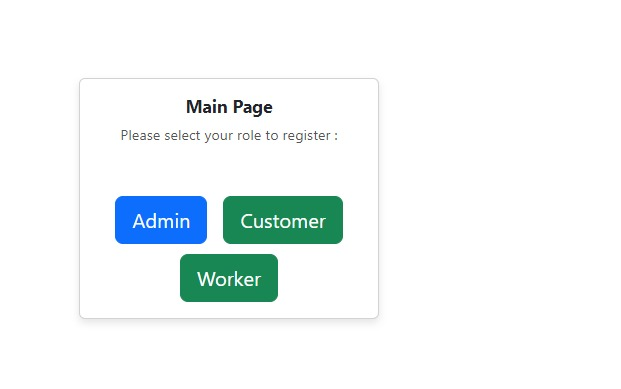 Main Page
Please select your role to register :
Admin Customer
Worker